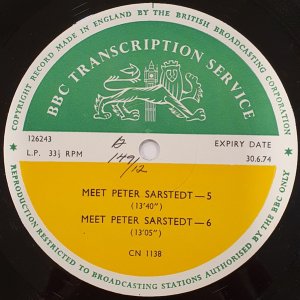 COPYRIGHT RECORD MADE IN ENGLAND BY THE BRITISH BROADCASTING CORPORATION
BBC TRANSCRIPTION SERVICE
126243
EXPIRY DATE
L.P. 33⅓ RPM
30.6.74
149/12
MEET PETER SARSTEDT—5
(13'40")
MEET PETER SARSTEDT—6
(13'05")
CN 1138
REPRODUCTION RESTRICTED TO BROADCASTING STATIONS AUTHORISED BY THE BBC ONLY